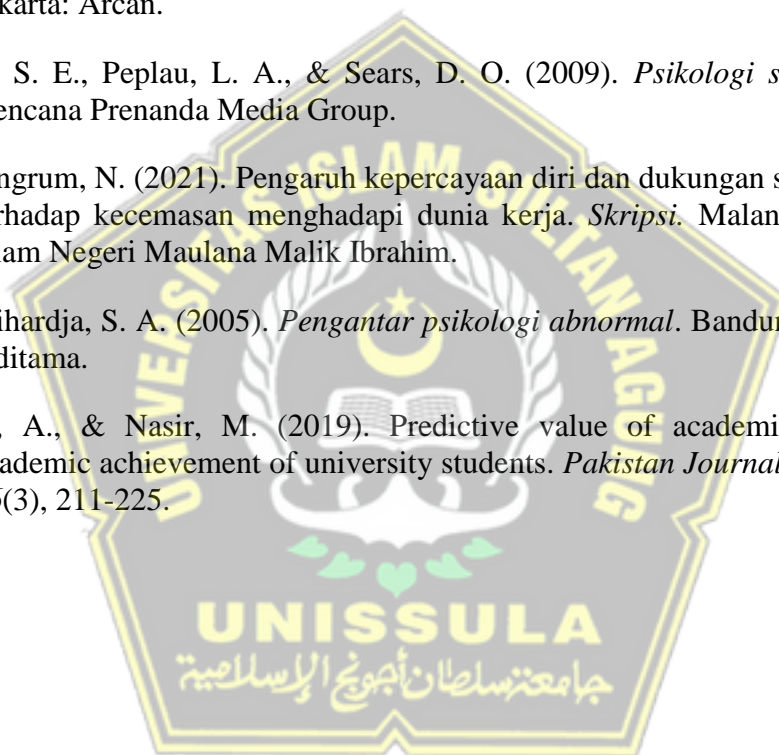 karta: Arcan.
S. E., Peplau, L. A., & Sears, D. O. (2009). Psikologi s
encana Prenanda Media Group.
ngrum, N. (2021). Pengaruh kepercayaan diri dan dukungan s
rhadap kecemasan menghadapi dunia kerja. Skripsi. Malan
lam Negeri Maulana Malik Ibrahim.
ihardja, S. A. (2005). Pengantar psikologi abnormal. Bandun
ditama.
, A., & Nasir, M. (2019). Predictive value of academi
ademic achievement of university students. Pakistan Journal
(3), 211-225.
UNIVERSITAS ISLAM SULTAN AGUNG
UNISSULA
جامعة سلطان أجونج الإسلامية